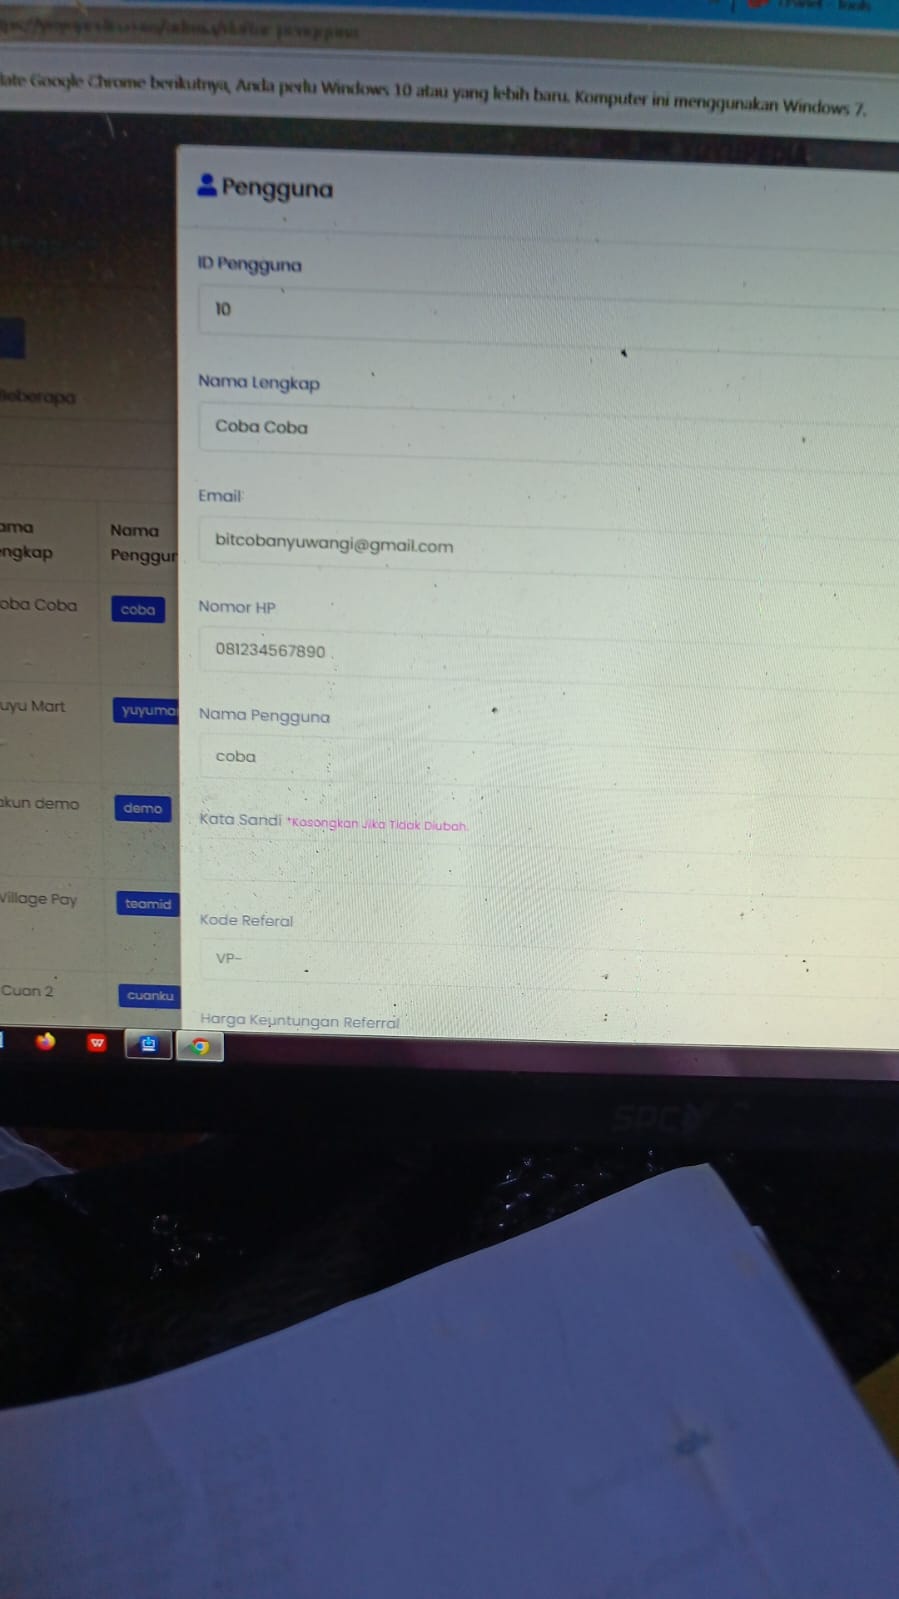 late Google Chrome berikutnya, Anda perlu Windows 10 atau yang lebih baru. Komputer ini menggunakan Windows 7.
Pengguna
ID Pengguna
10
Nama Lengkap
Beberapa
Coba Coba
Email
ama
engkap
Nama
Penggun
bitcobanyuwangi@gmail.com
oba Coba
coba
Nomor HP
081234567890
uyu Mart
yuyuma
Nama Pengguna
coba
akun demo
demo
Kata Sandi *Kosongkan Jika Tidak Diubah.
Village Pay
teamid
Kode Referal
VP-
Cuan 2
cuanku
Harga Keuntungan Referral
W
SPC